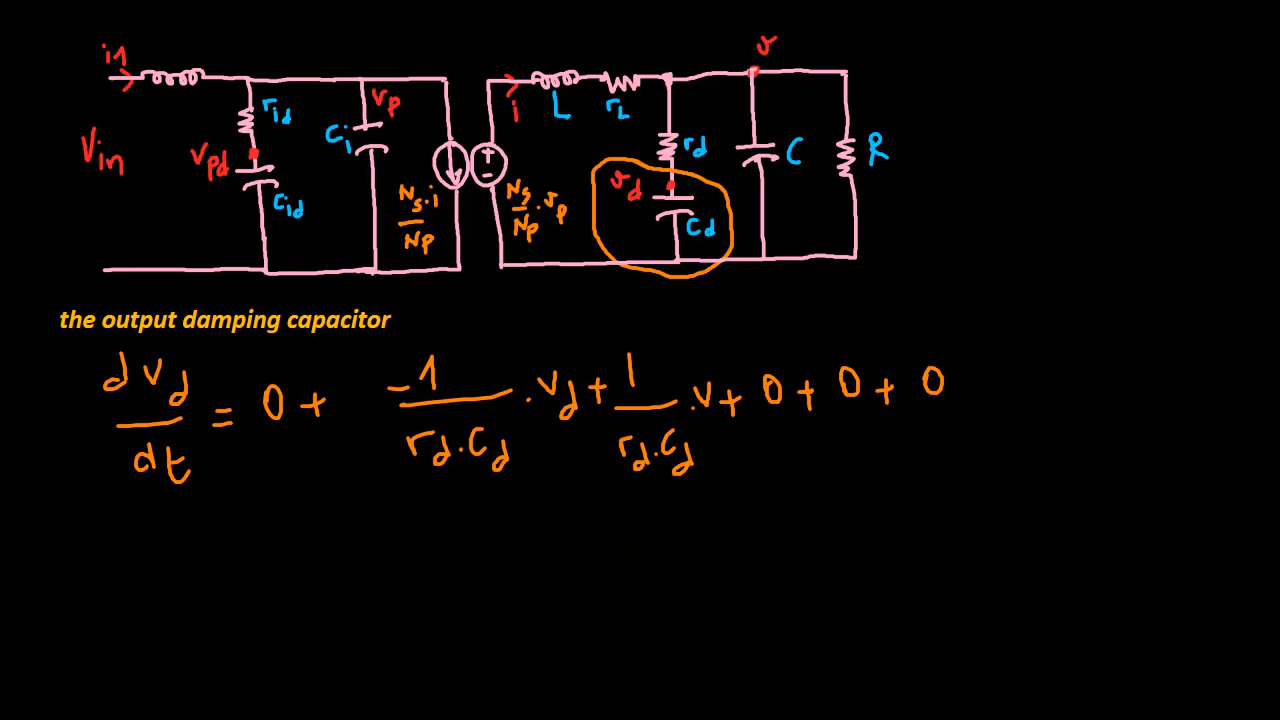 i1 v
Vin rid Vpd Cid Ci Vp
Ns.i
Np
i L rL
Ns . vp
Np
rd vd Cd C R
the output damping capacitor
d vd = 0 + -1 . vd + 1 . v + 0 + 0 + 0
dt rd.Cd rd.Cd